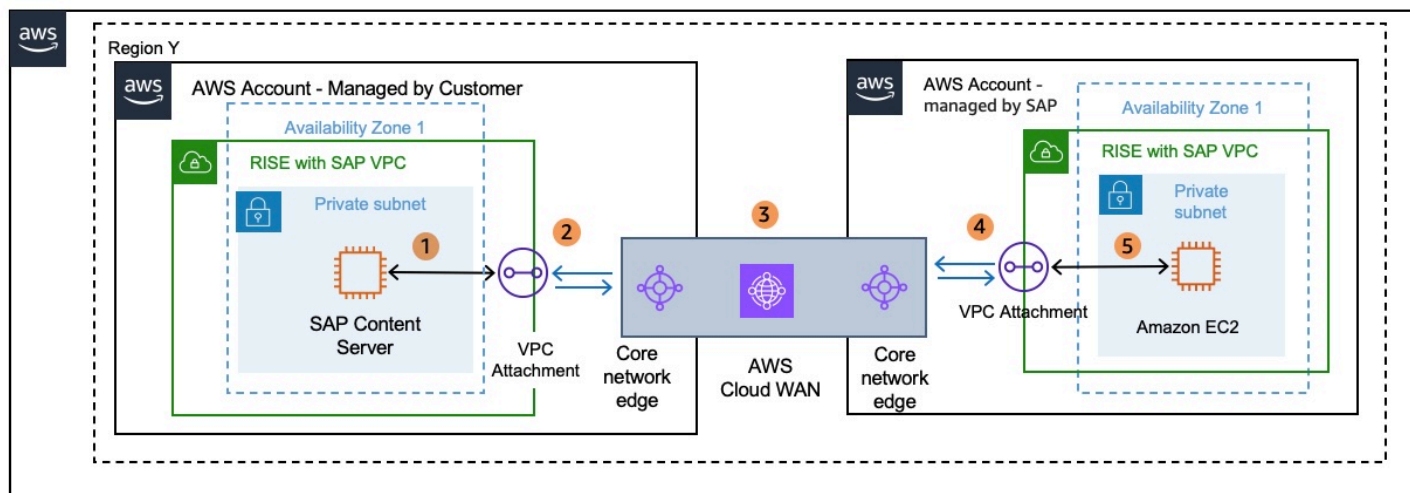 aws
Region Y
aws
AWS Account - Managed by Customer
Availability Zone 1
RISE with SAP VPC
Private subnet
1
SAP Content
Server
2
VPC
Attachment
3
Core
network
edge
AWS
Cloud WAN
Core
network
edge
aws
AWS Account -
managed by SAP
Availability Zone 1
RISE with SAP VPC
Private
subnet
4
VPC Attachment
5
Amazon EC2